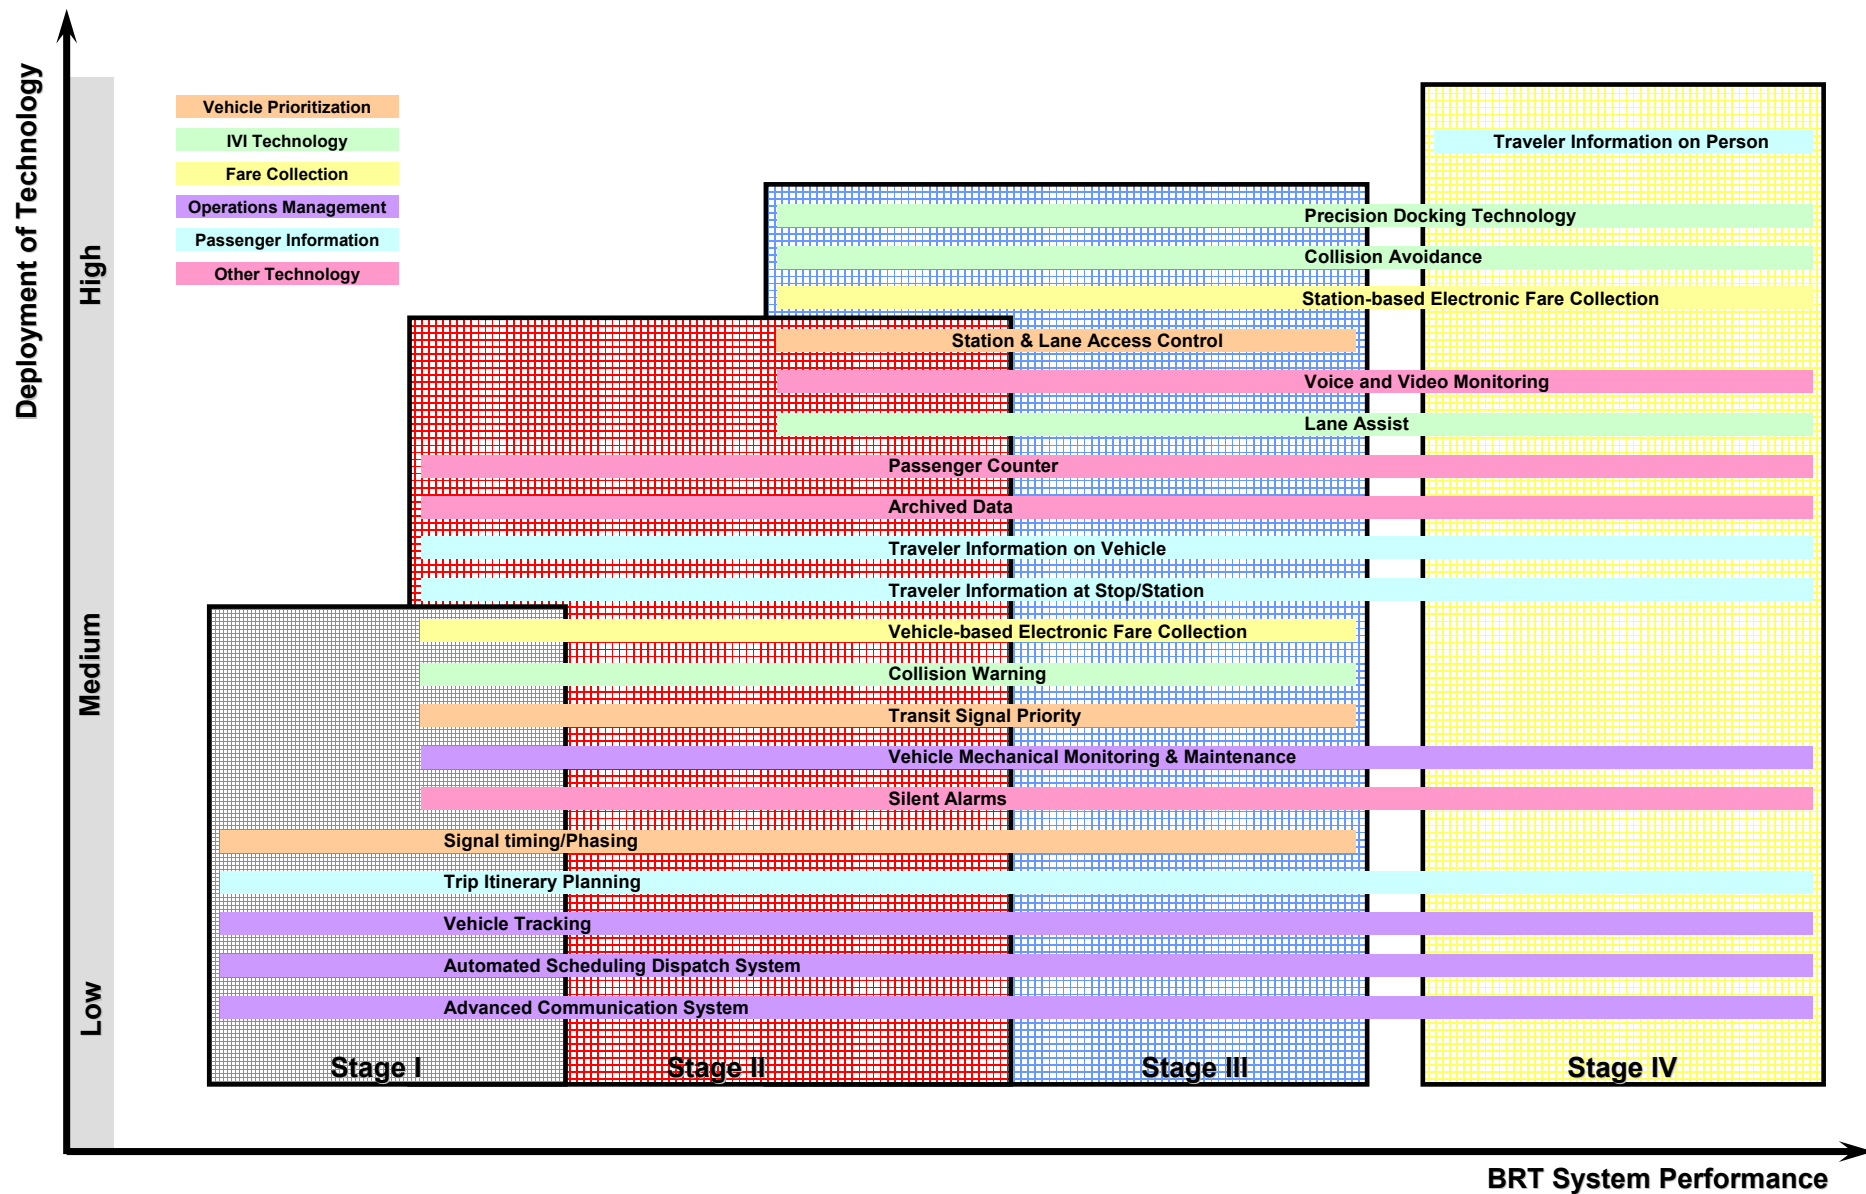 Deployment of Technology
High
Medium
Low
Vehicle Prioritization
IVI Technology
Fare Collection
Operations Management
Passenger Information
Other Technology
Traveler Information on Person
Precision Docking Technology
Collision Avoidance
Station-based Electronic Fare Collection
Station & Lane Access Control
Voice and Video Monitoring
Lane Assist
Passenger Counter
Archived Data
Traveler Information on Vehicle
Traveler Information at Stop/Station
Vehicle-based Electronic Fare Collection
Collision Warning
Transit Signal Priority
Vehicle Mechanical Monitoring & Maintenance
Silent Alarms
Signal timing/Phasing
Trip Itinerary Planning
Vehicle Tracking
Automated Scheduling Dispatch System
Advanced Communication System
Stage I
Stage II
Stage III
Stage IV
BRT System Performance